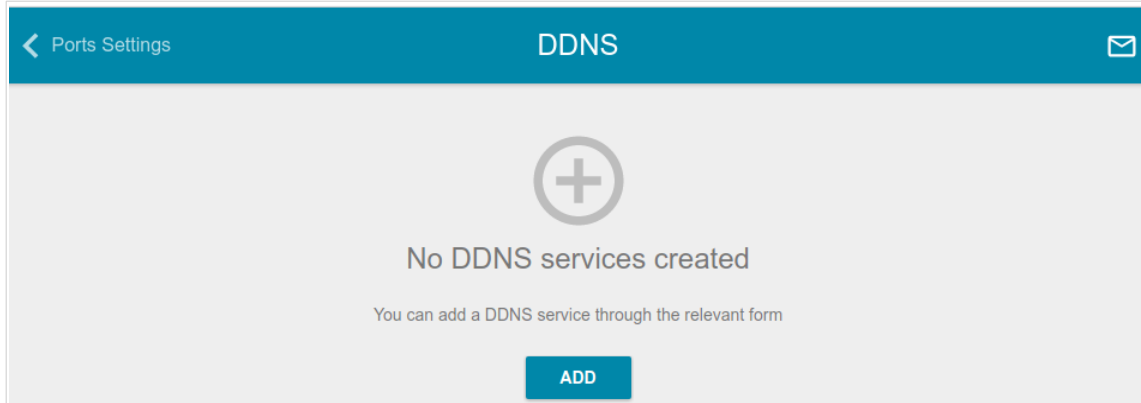 Ports Settings
DDNS
No DDNS services created
You can add a DDNS service through the relevant form
ADD